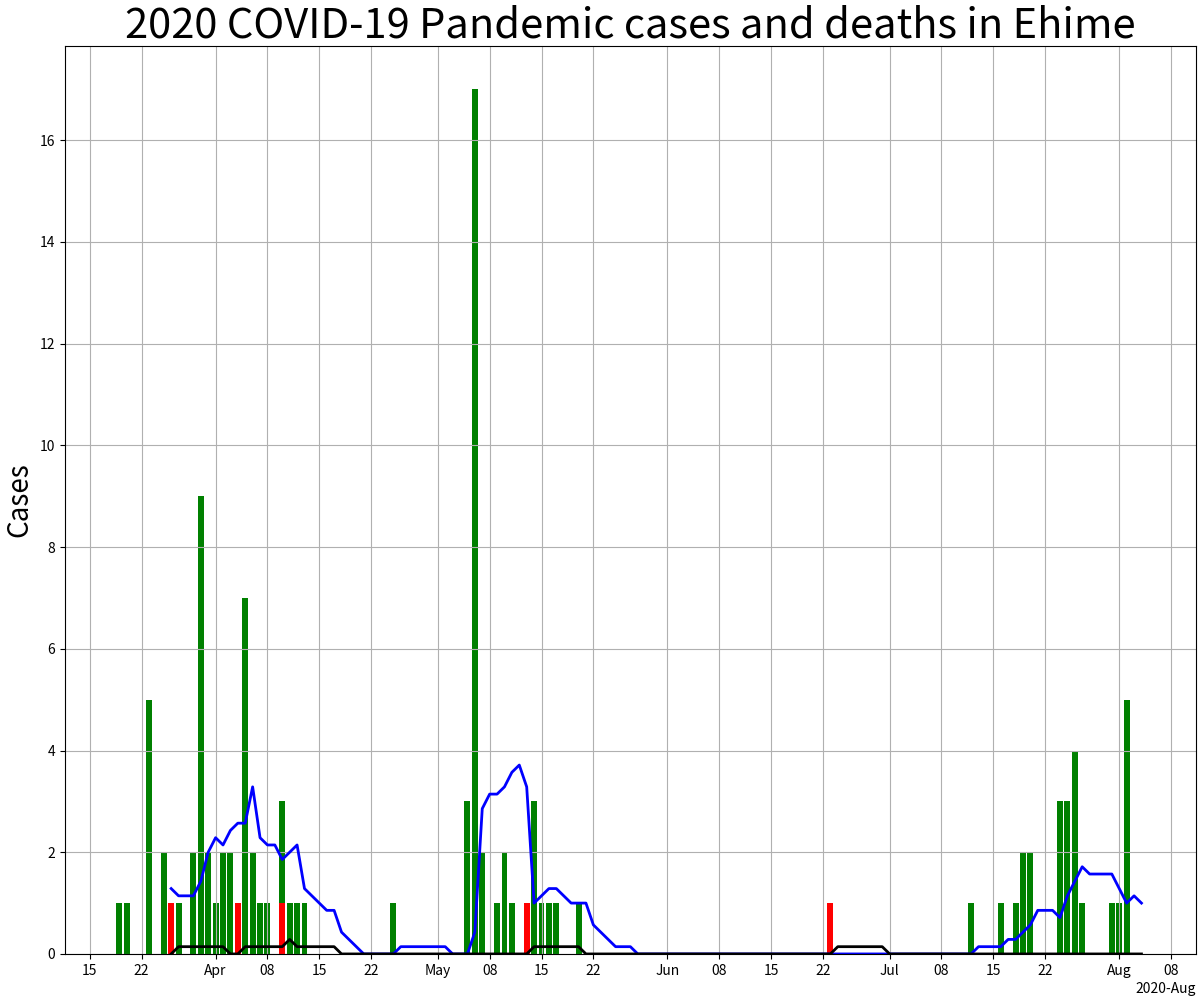 2020 COVID-19 Pandemic cases and deaths in Ehime
Cases
16
14
12
10
8
6
4
2
0
15 22 Apr 08 15 22 May 08 15 22 Jun 08 15 22 Jul 08 15 22 Aug 08
2020-Aug